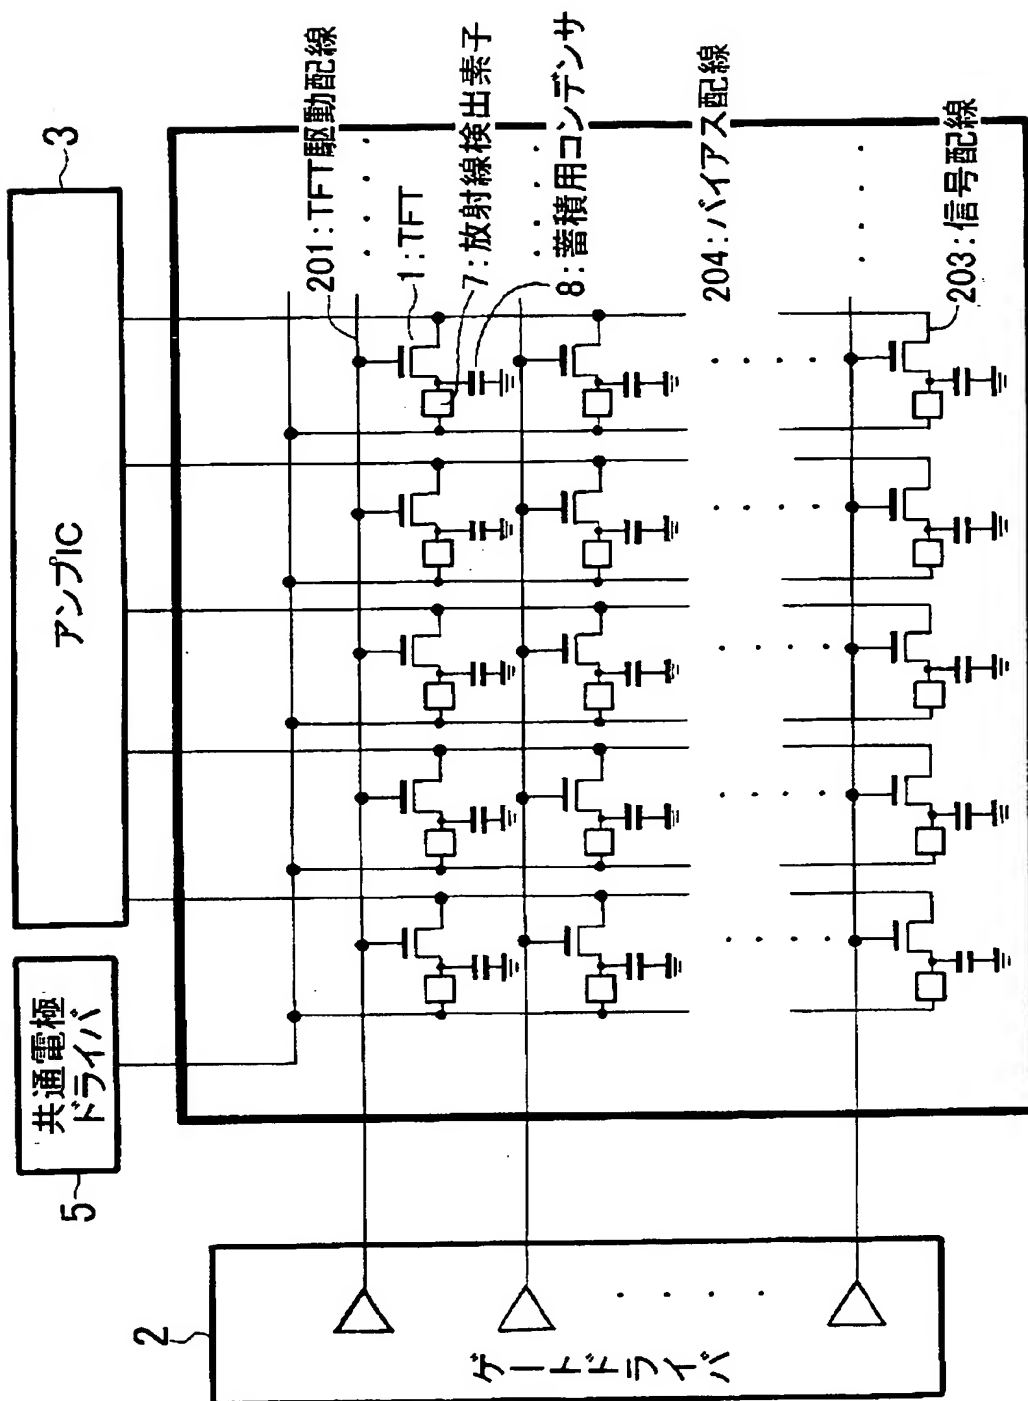 3
アンプIC
5
共通電極
ドライバ
2
ゲートドライバ
201:TFT駆動配線
1:TFT
7:放射線検出素子
8:蓄積用コンデンサ
204:バイアス配線
203:信号配線